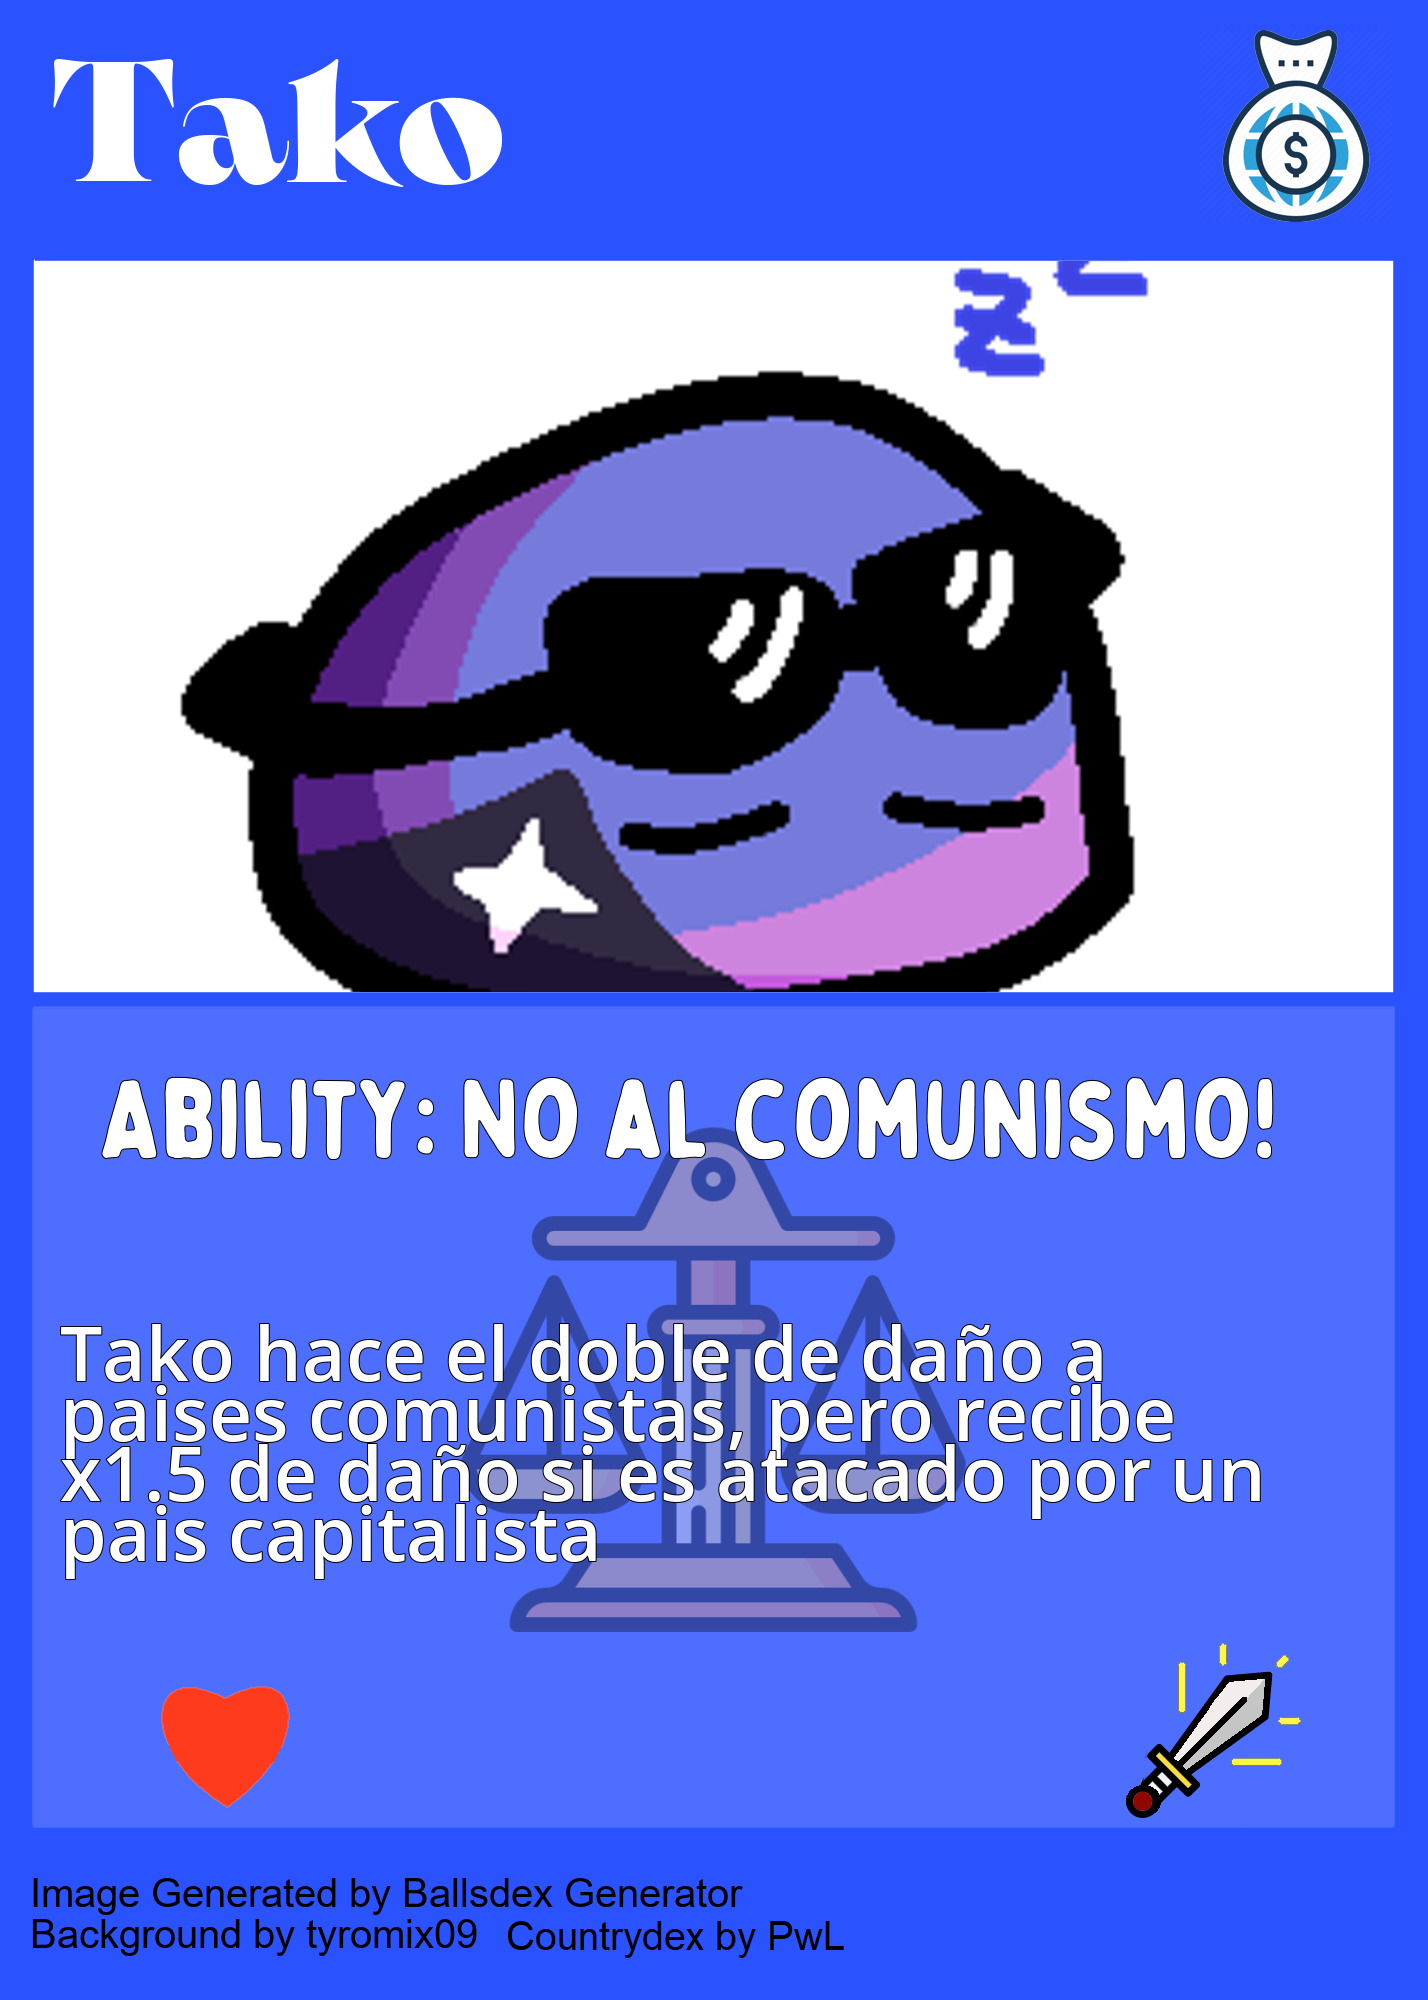 Tako
$
z z
ABILITY: NO AL COMUNISMO!
Tako hace el doble de daño a
paises comunistas, pero recibe
x1.5 de daño si es atacado por un
pais capitalista
Image Generated by Ballsdex Generator
Background by tyromix09 Countrydex by PwL